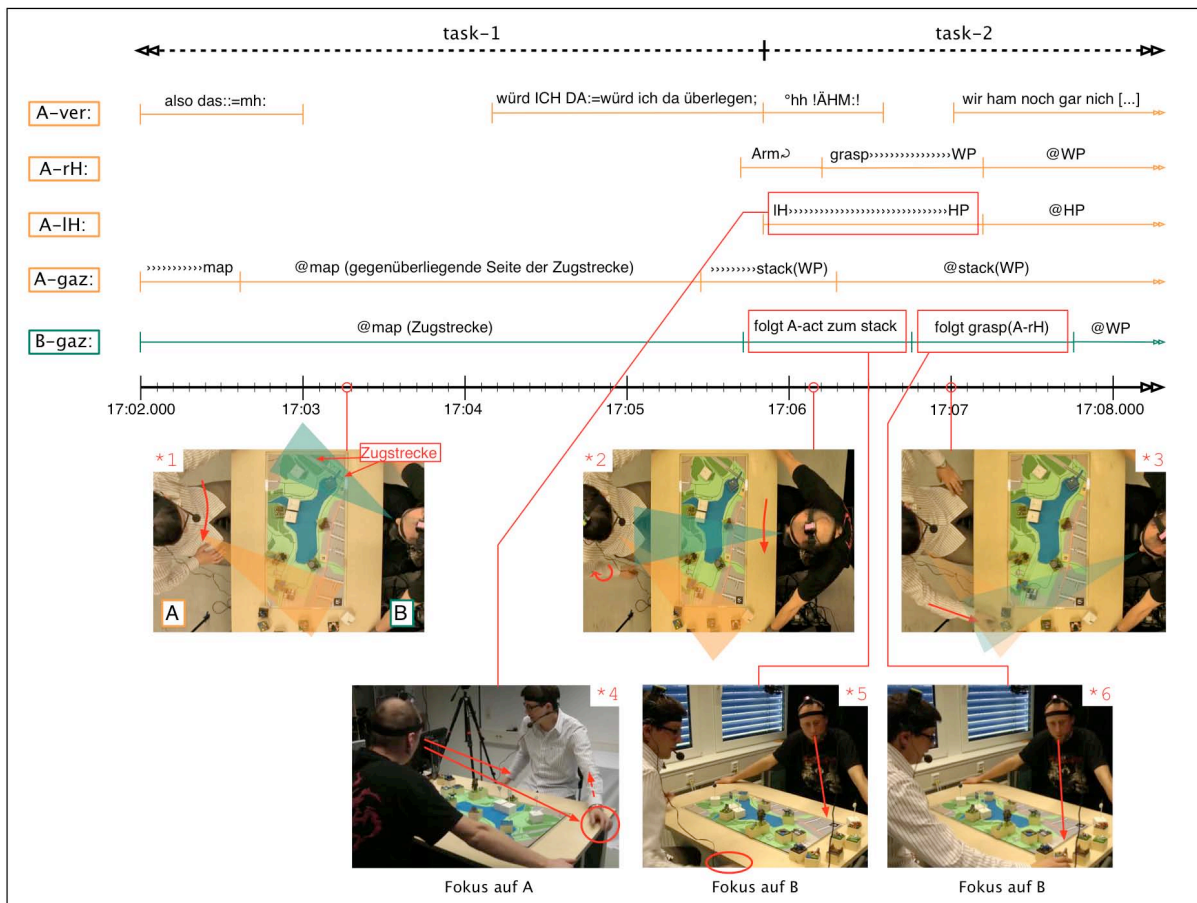 task-1 task-2
A-ver: also das::=mh: würd ICH DA:=würd ich da überlegen; °hh !ÄHM:! wir ham noch gar nich [...]
A-rH: Arm grasp››››››››››››››››WP @WP
A-lH: lH››››››››››››››››››››››››››››››HP @HP
A-gaz: ›››››››››››map @map (gegenüberliegende Seite der Zugstrecke) ›››››››››stack(WP) @stack(WP)
B-gaz: @map (Zugstrecke) folgt A-act zum stack folgt grasp(A-rH) @WP
17:02.000 17:03 17:04 17:05 17:06 17:07 17:08.000
*1 Zugstrecke *2 *3
A B
*4 *5 *6
Fokus auf A Fokus auf B Fokus auf B